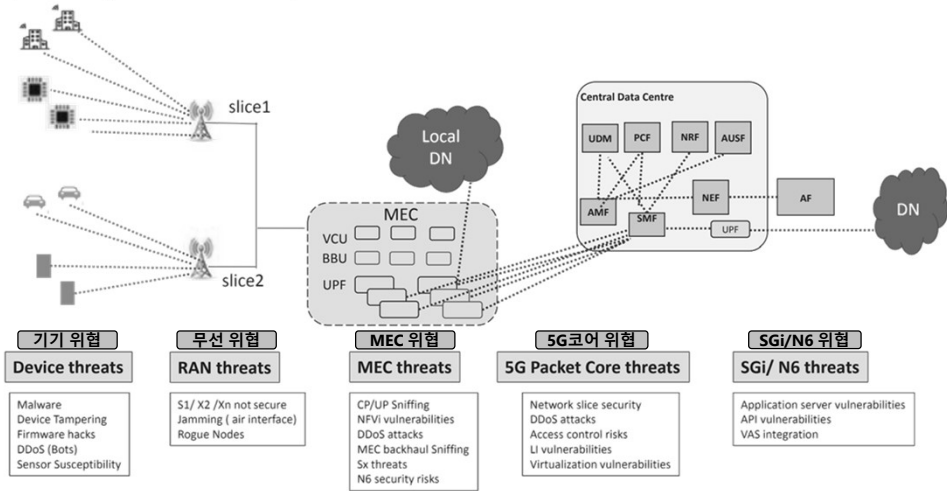 slice1
slice2
Local
DN
MEC
VCU
BBU
UPF
Central Data Centre
UDM
PCF
NRF
AUSF
AMF
SMF
NEF
UPF
AF
DN
기기 위협
Device threats
Malware
Device Tampering
Firmware hacks
DDoS (Bots)
Sensor Susceptibility
무선 위협
RAN threats
S1/ X2 /Xn not secure
Jamming ( air interface)
Rogue Nodes
MEC 위협
MEC threats
CP/UP Sniffing
NFVi vulnerabilities
DDoS attacks
MEC backhaul Sniffing
Sx threats
N6 security risks
5G코어 위협
5G Packet Core threats
Network slice security
DDoS attacks
Access control risks
LI vulnerabilities
Virtualization vulnerabilities
SGi/N6 위협
SGi/ N6 threats
Application server vulnerabilities
API vulnerabilities
VAS integration